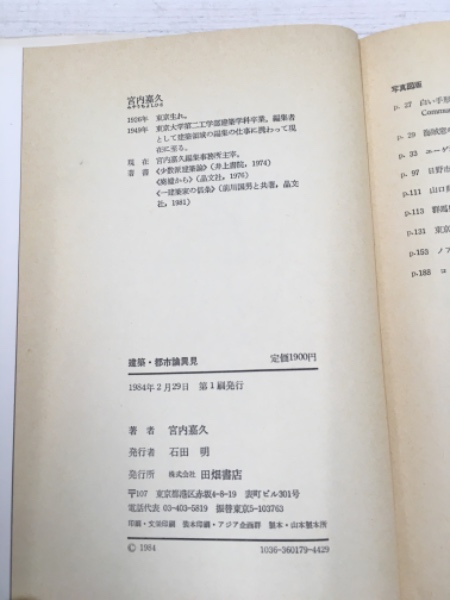 宮内嘉久
みやうちよしひさ
1926年 東京生れ。
1949年 東京大学第二工学部建築学科卒業。編集者
として建築領域の編集の仕事に携わって現
在に至る。
現在 宮内嘉久編集事務所主宰。
著書 《少数派建築論》(井上書院, 1974)
《廃墟から》(晶文社, 1976)
《一建築家の信条》(前川国男と共著, 晶文
社, 1981)
建築・都市論異見 定価1900円
1984年2月29日 第1刷発行
著者 宮内嘉久
発行者 石田 明
発行所 株式会社 田畑書店
〒107 東京都港区赤坂4-8-19 表町ビル301号
電話代表 03-403-5819 振替東京5-103763
印刷・文栄印刷 装本印刷・アジア企画群 製本・山本製本所
© 1984 1036-360179-4429
写真図版
p. 27 白い手形
Commu
p. 29
p. 33 エーゲ
p. 97 日野市
p.111 山口
p.113 群馬
p.131 東京
p.155 ノア
p.188 コ